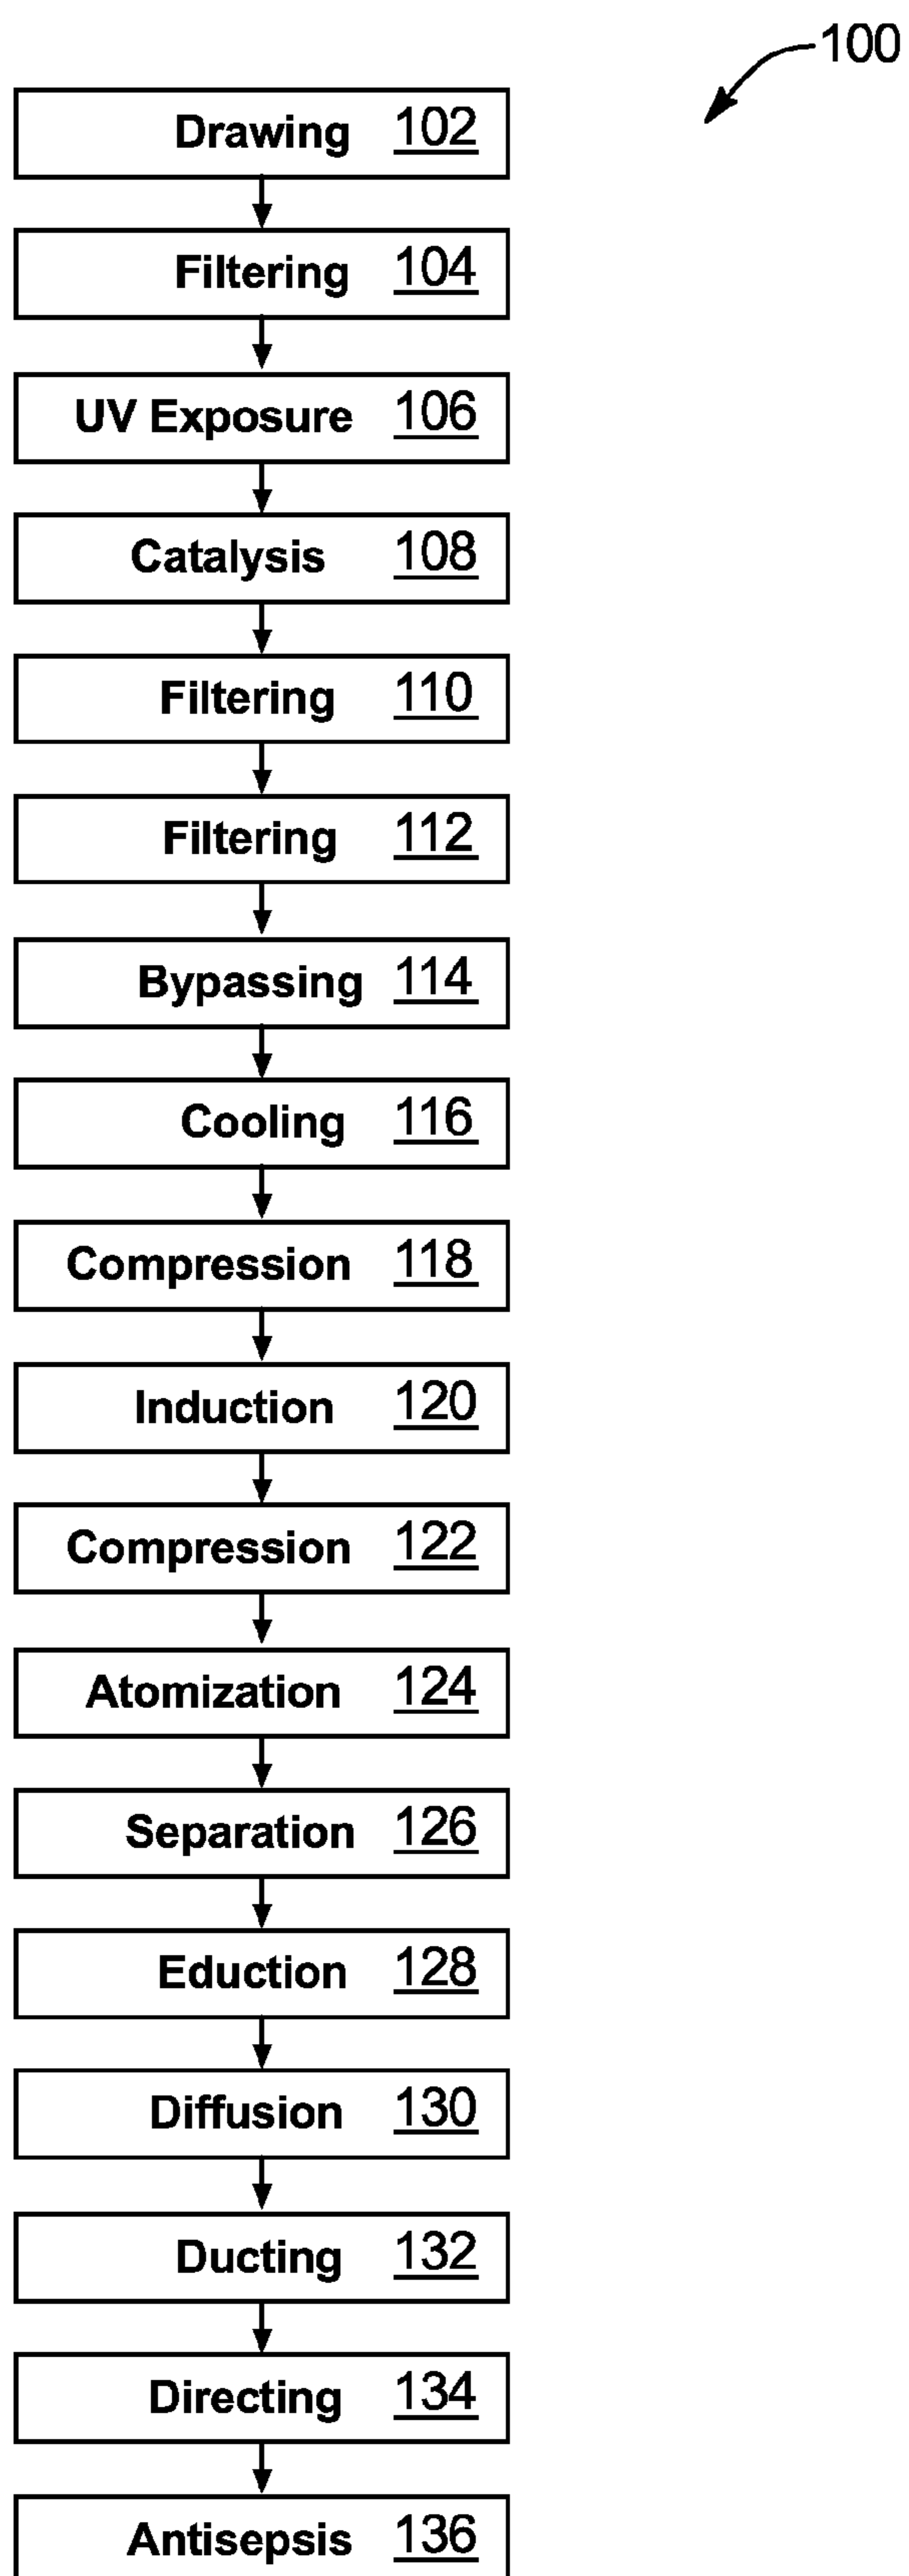 100
Drawing 102
Filtering 104
UV Exposure 106
Catalysis 108
Filtering 110
Filtering 112
Bypassing 114
Cooling 116
Compression 118
Induction 120
Compression 122
Atomization 124
Separation 126
Eduction 128
Diffusion 130
Ducting 132
Directing 134
Antisepsis 136